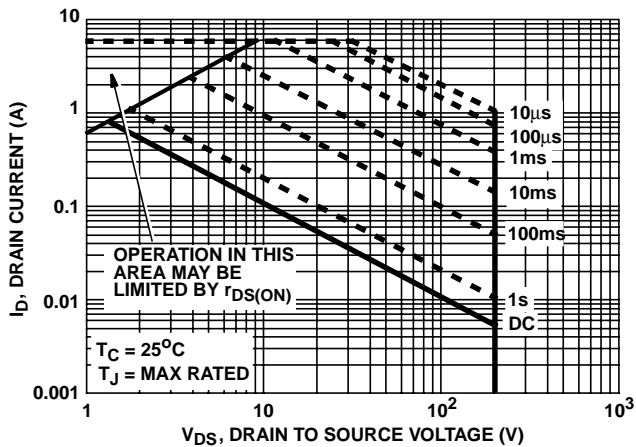 10
1
0.1
0.01
0.001
I_D, DRAIN CURRENT (A)
10μs
100μs
1ms
10ms
100ms
1s
DC
OPERATION IN THIS
AREA MAY BE
LIMITED BY r_DS(ON)
T_C = 25°C
T_J = MAX RATED
1
10
10²
10³
V_DS, DRAIN TO SOURCE VOLTAGE (V)